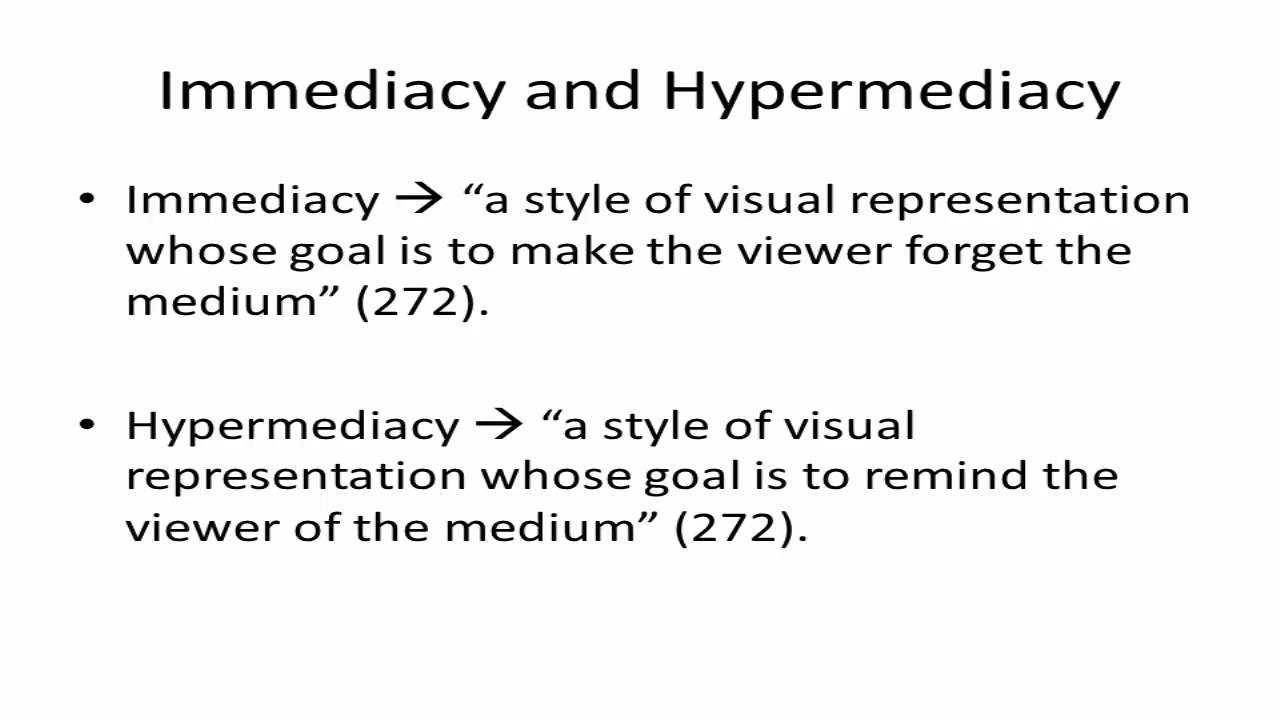 Immediacy and Hypermediacy
• Immediacy → “a style of visual representation
whose goal is to make the viewer forget the
medium” (272).
• Hypermediacy → “a style of visual
representation whose goal is to remind the
viewer of the medium” (272).